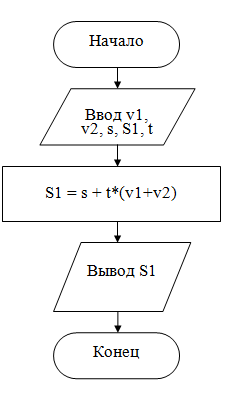 Начало
Ввод v1,
v2, s, S1, t
S1 = s + t*(v1+v2)
Вывод S1
Конец